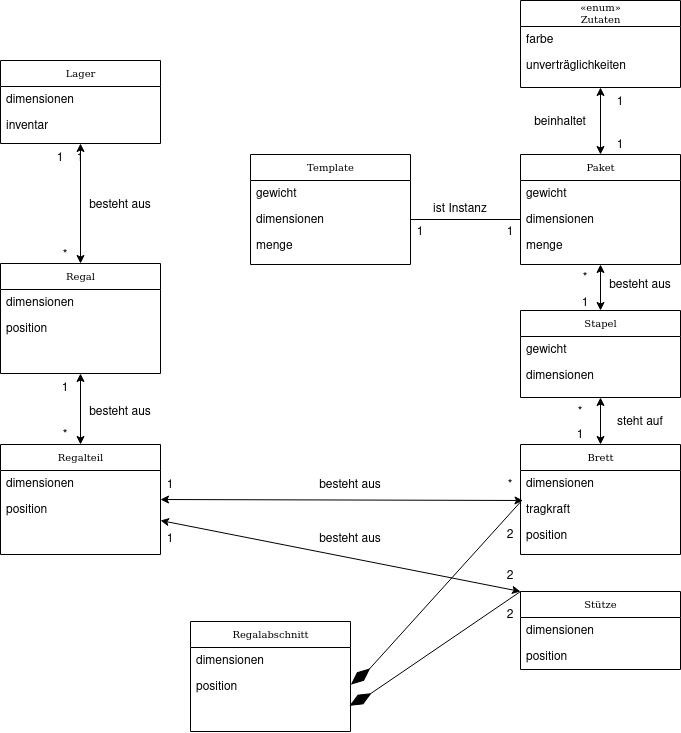 «enum»
Zutaten
farbe
unverträglichkeiten
Lager
dimensionen
inventar
1
beinhaltet
1
1
besteht aus
*
Template
gewicht
dimensionen
menge
ist Instanz
1
1
Paket
gewicht
dimensionen
menge
Regal
dimensionen
position
*
besteht aus
1
Stapel
gewicht
dimensionen
1
besteht aus
*
*
steht auf
1
Regalteil
dimensionen
position
1
besteht aus
*
Brett
dimensionen
tragkraft
position
1
besteht aus
2
2
2
Stütze
dimensionen
position
Regalabschnitt
dimensionen
position